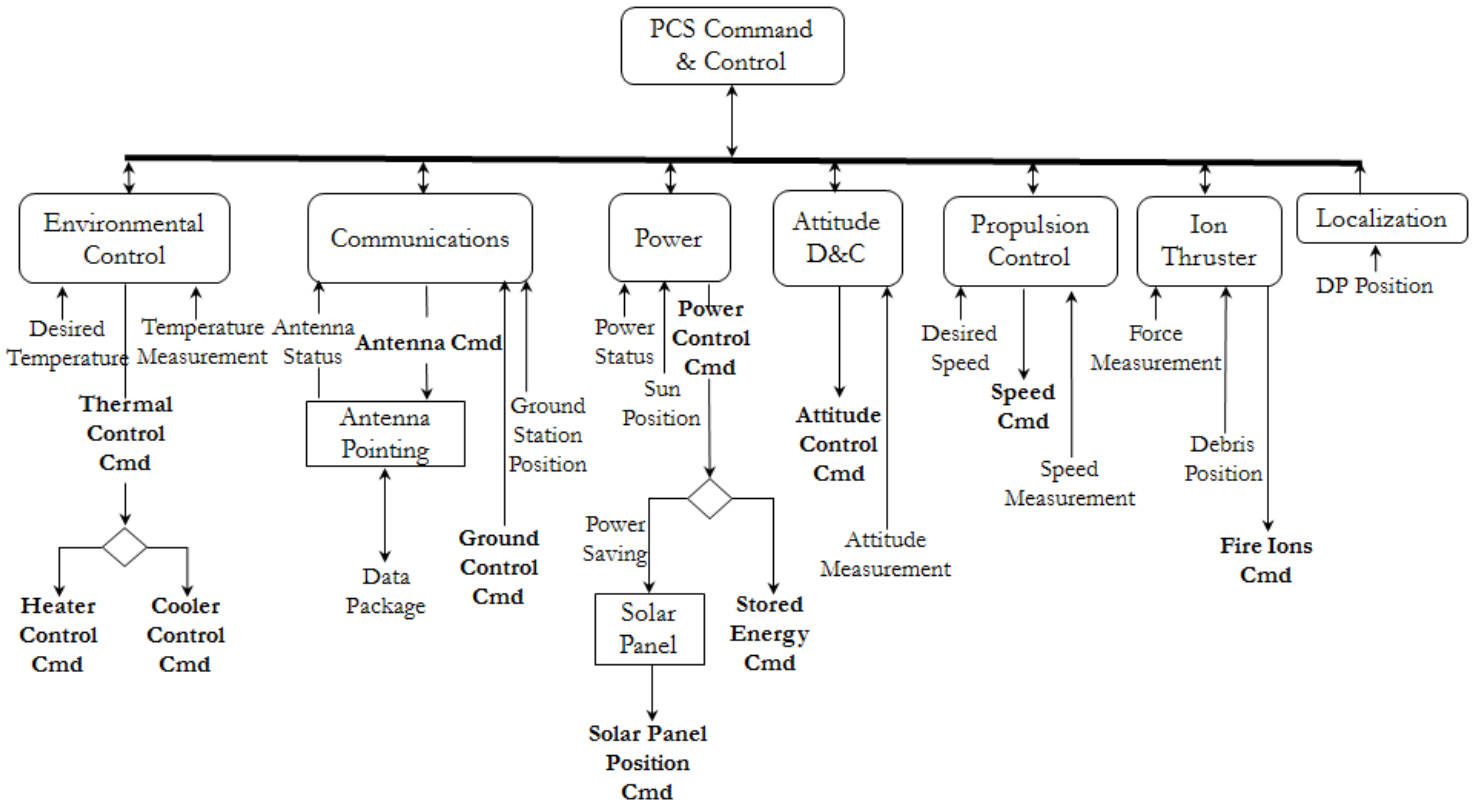 PCS Command
& Control
Environmental
Control
Communications
Power
Attitude
D&C
Propulsion
Control
Ion
Thruster
Localization
Desired
Temperature
Temperature
Measurement
Thermal
Control
Cmd
Heater
Control
Cmd
Cooler
Control
Cmd
Antenna
Status
Antenna Cmd
Antenna
Pointing
Data
Package
Ground
Station
Position
Ground
Control
Cmd
Power
Status
Sun
Position
Power
Control
Cmd
Power
Saving
Solar
Panel
Solar Panel
Position
Cmd
Stored
Energy
Cmd
Attitude
Control
Cmd
Attitude
Measurement
Desired
Speed
Speed
Cmd
Speed
Measurement
Force
Measurement
Debris
Position
Fire Ions
Cmd
DP Position